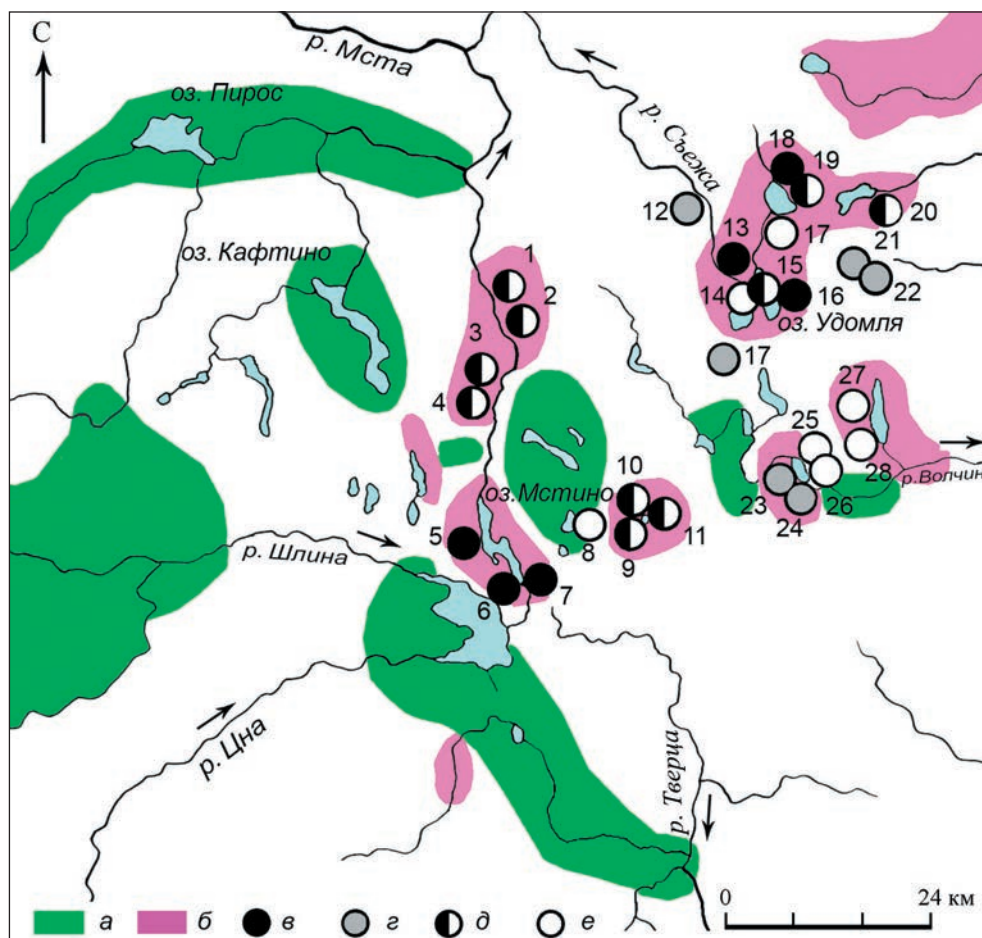 С
р. Мста
оз. Пирос
р. Съежа
18
19
12
20
17
оз. Кафтино
13
21
1
15
2
14
16
22
оз. Удомля
3
17
4
27
25
10
р. Волчин
оз. Мстино
28
23
26
5
8
11
24
р. Шлина
9
6
7
р. Цна
р. Тверца
0
24 км
а
б
в
г
д
е